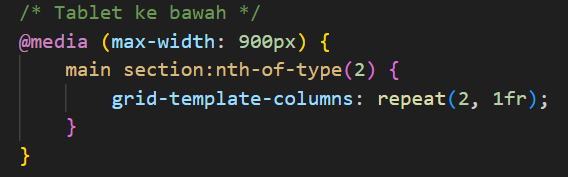 /* Tablet ke bawah */
@media (max-width: 900px) {
    main section:nth-of-type(2) {
        grid-template-columns: repeat(2, 1fr);
    }
}